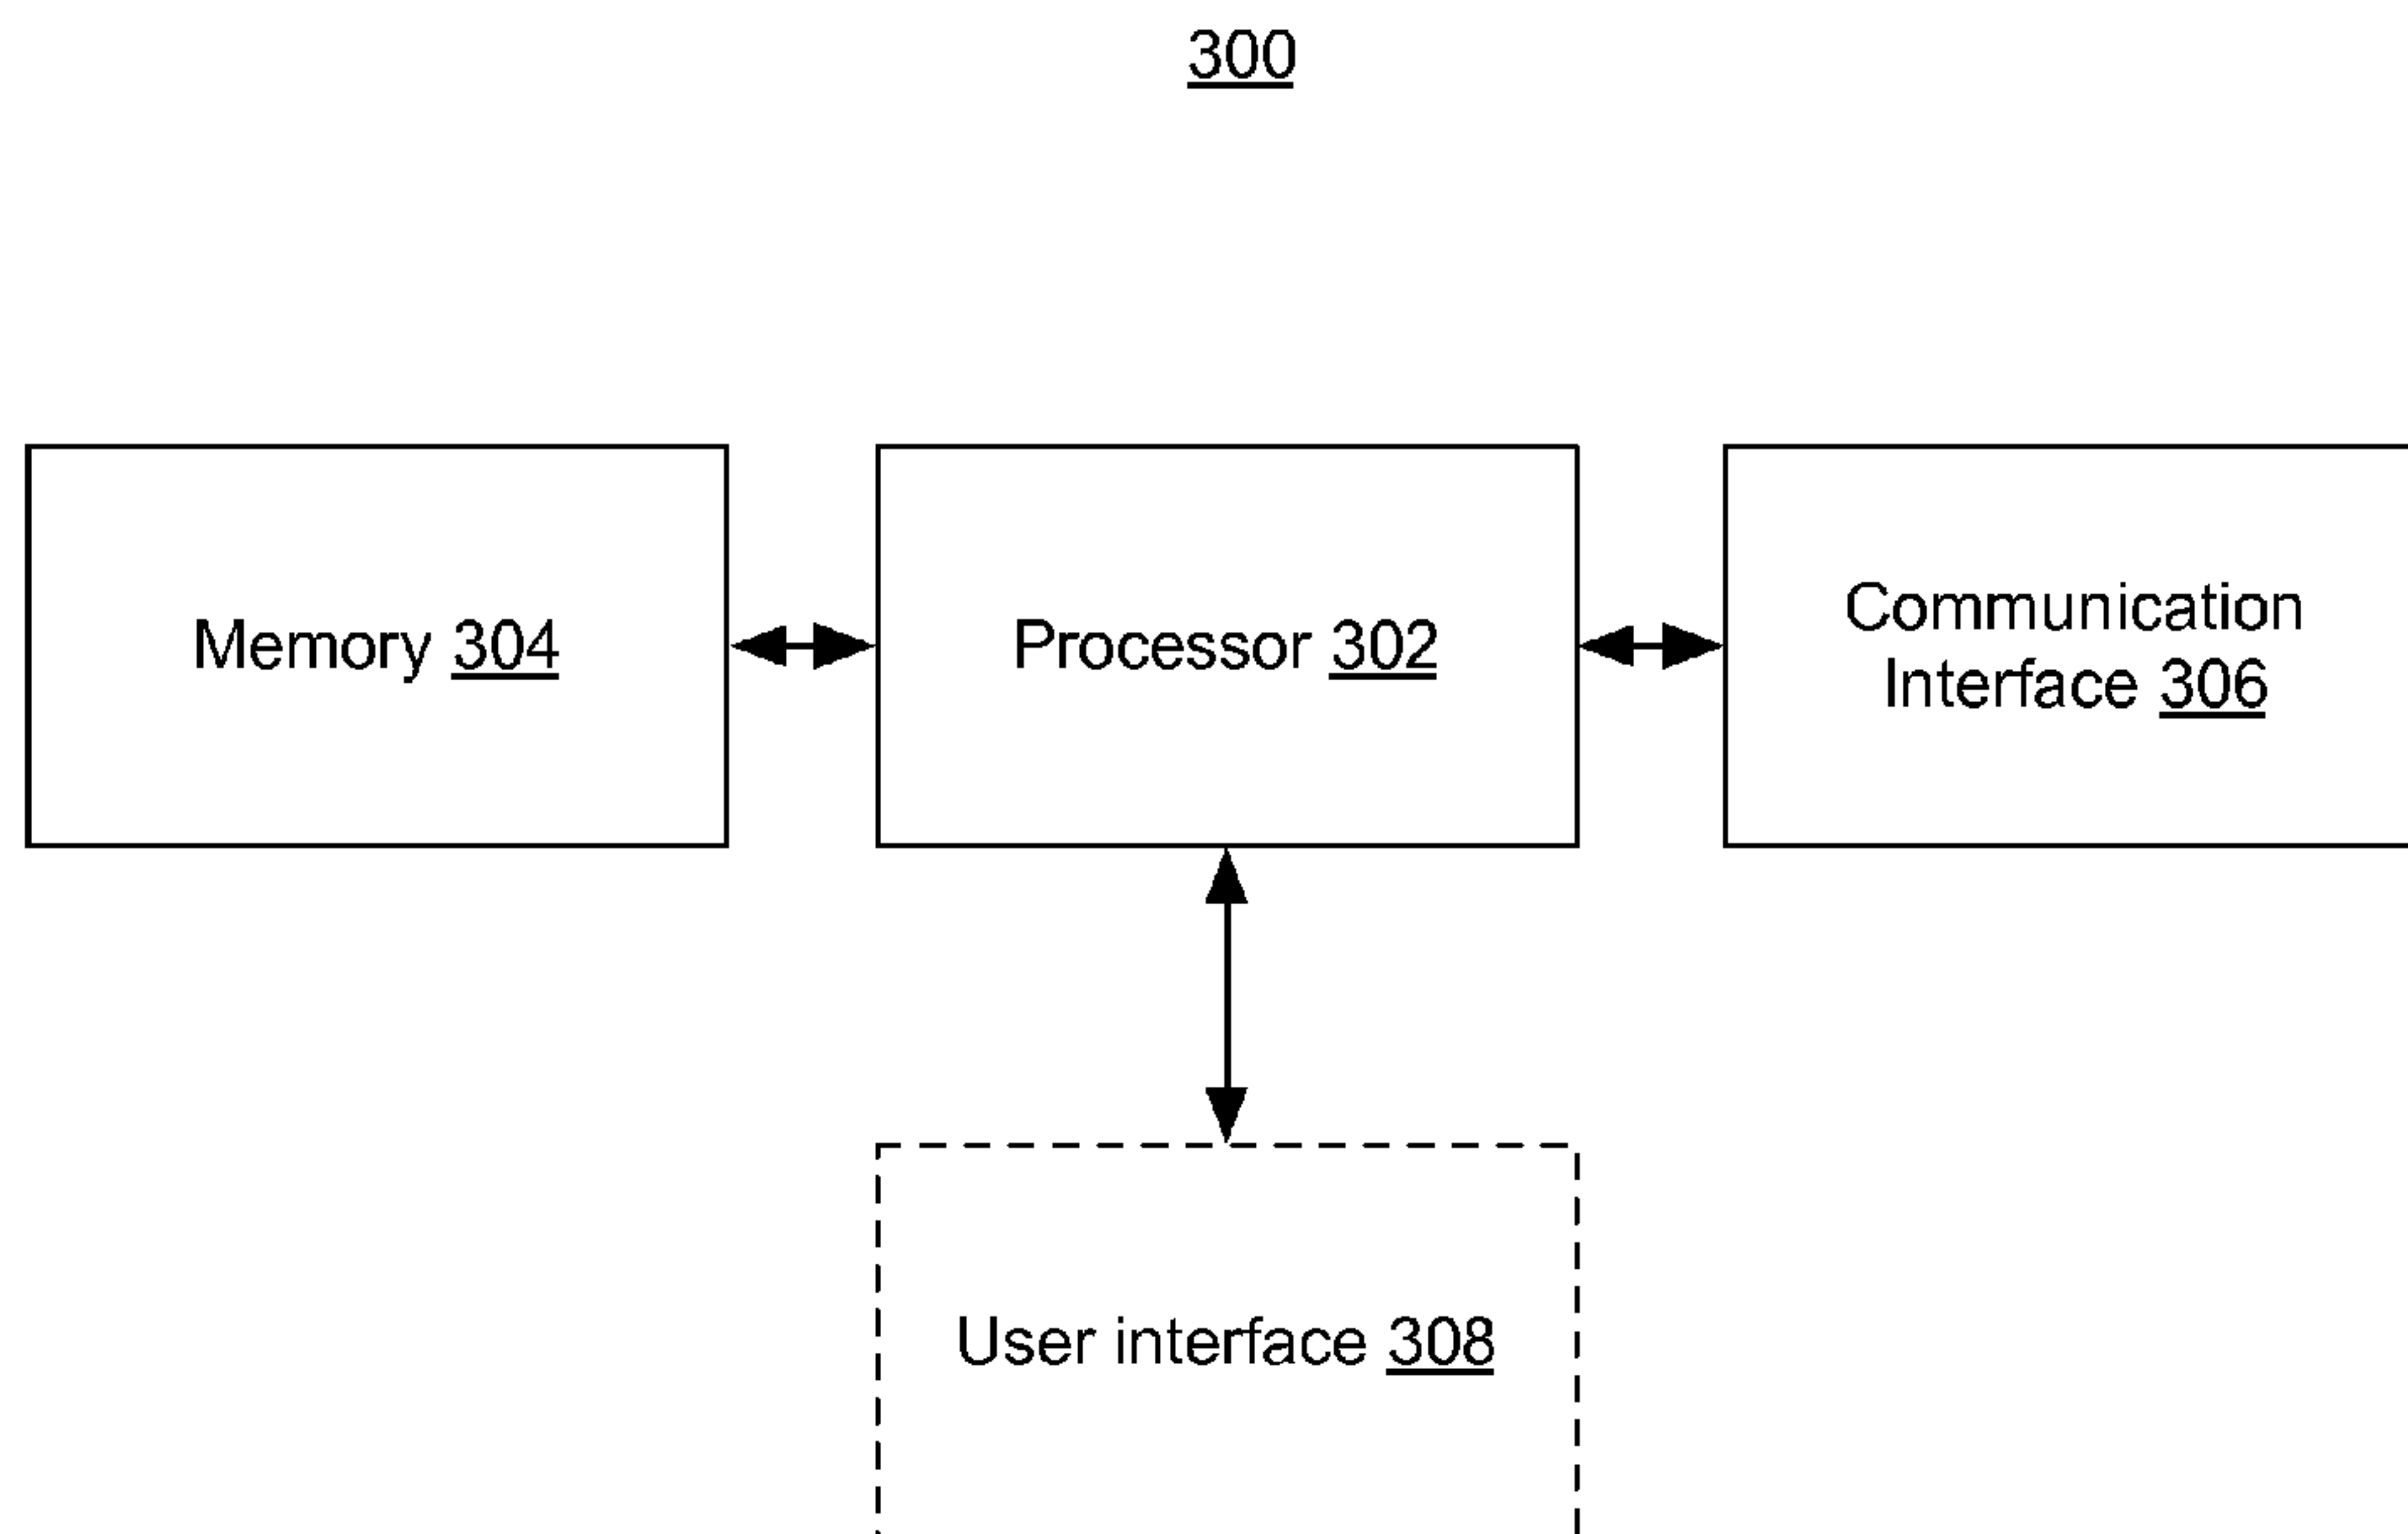 300
Memory 304
Processor 302
Communication
Interface 306
User interface 308